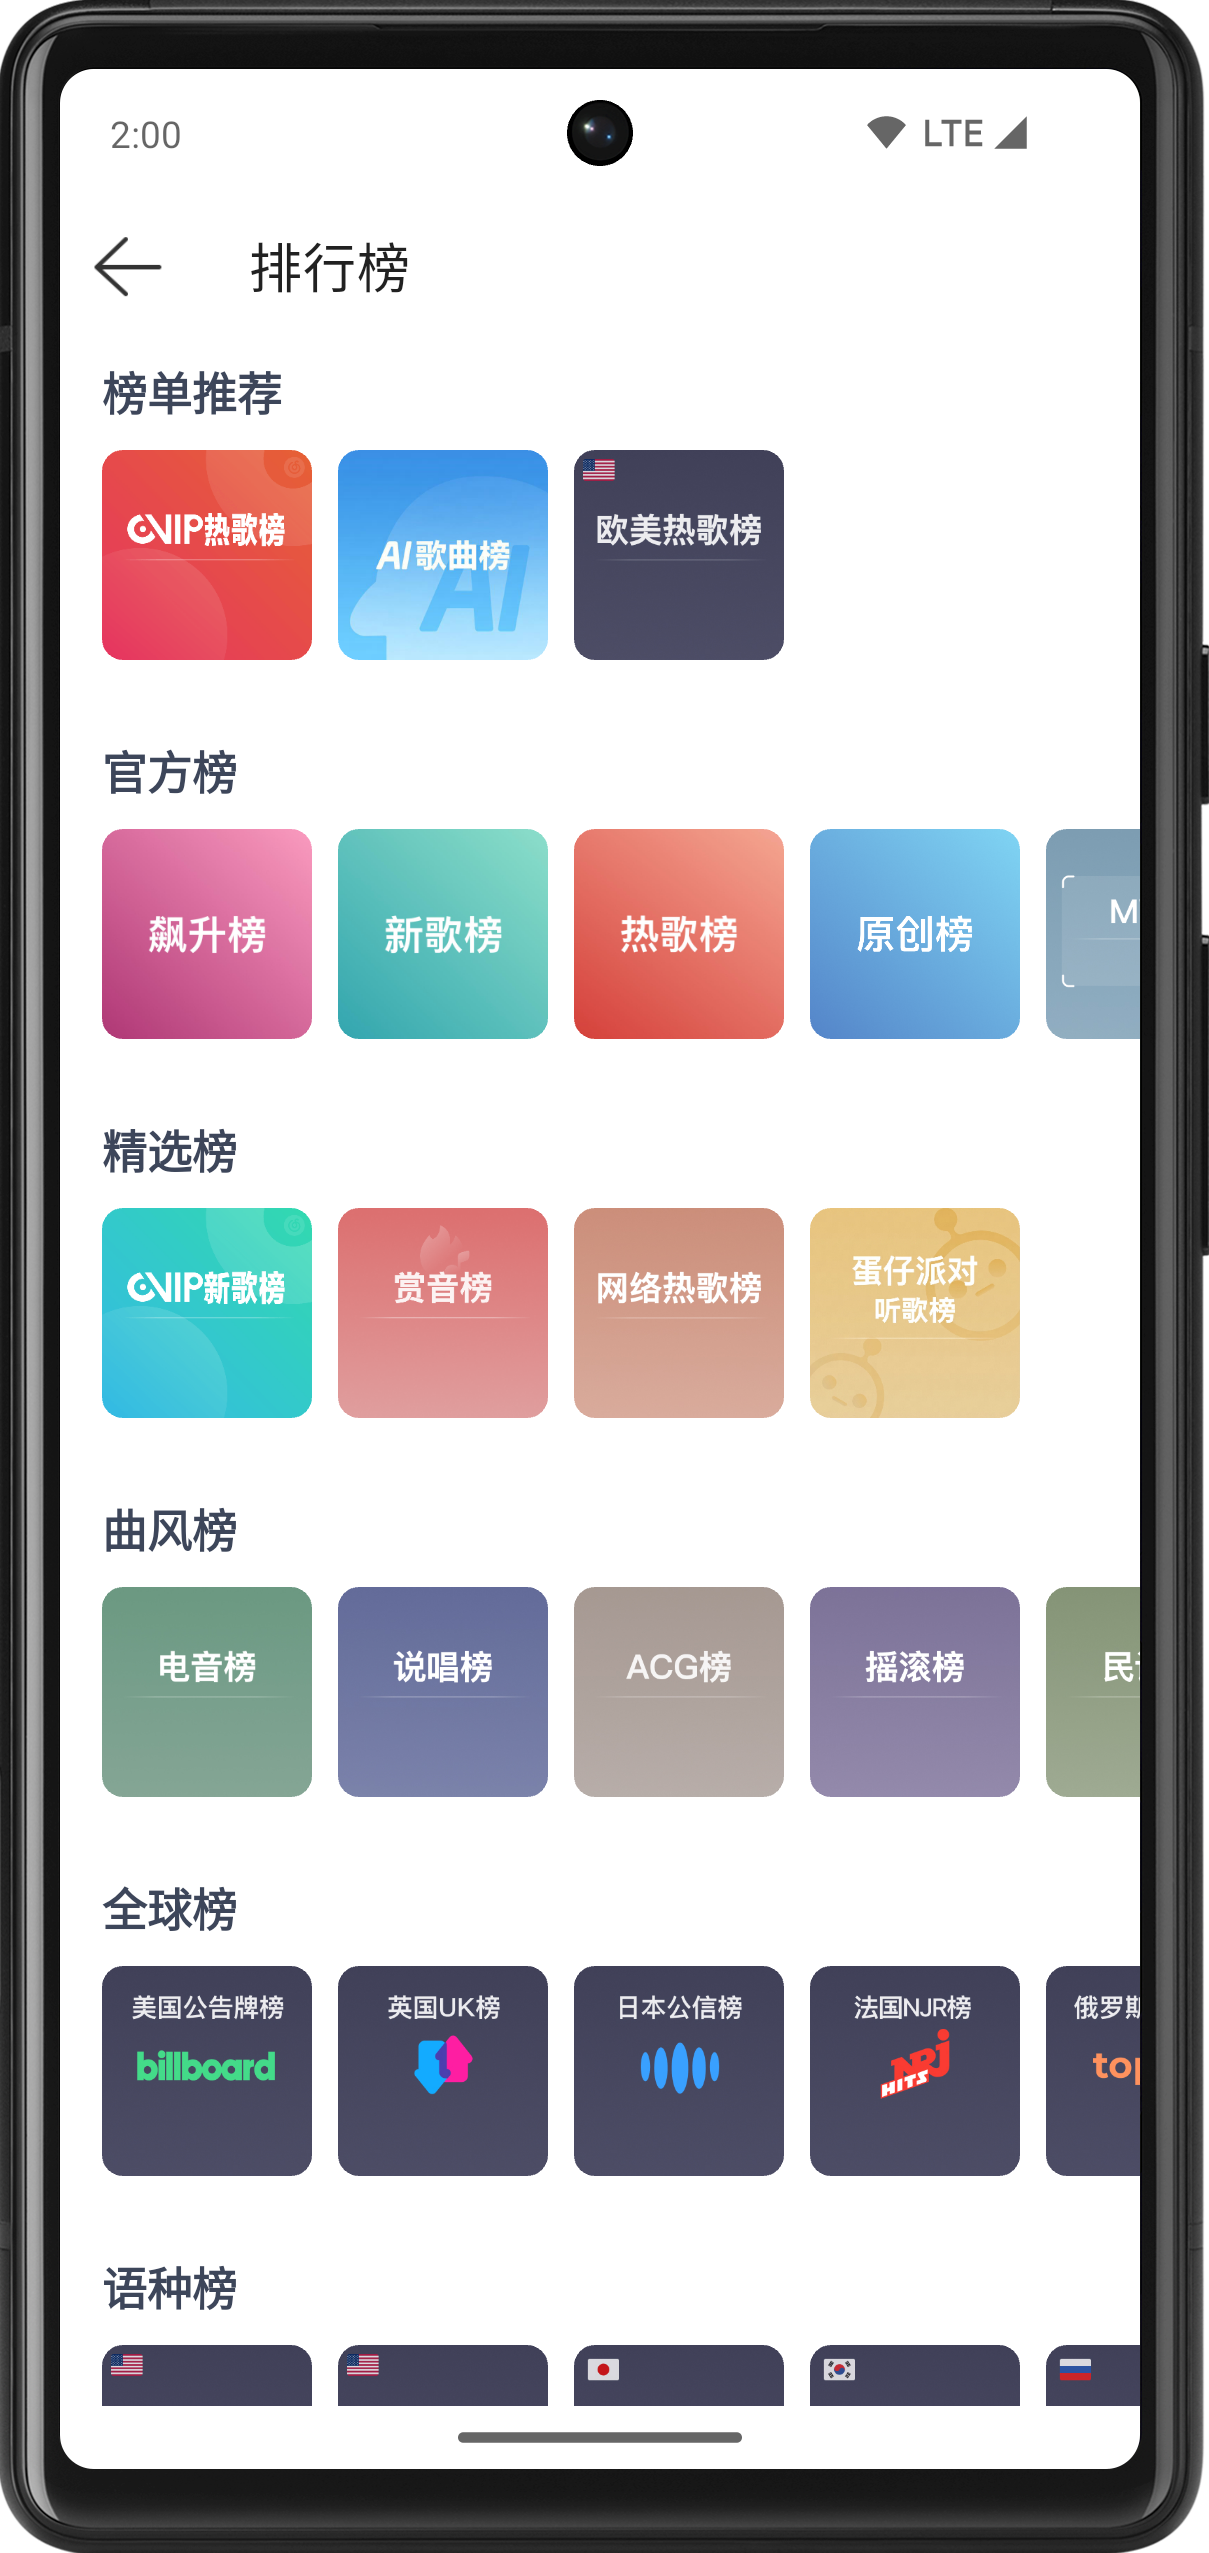 2:00
LTE
排行榜
榜单推荐
VIP热歌榜
AI歌曲榜
AI
欧美热歌榜
官方榜
飙升榜
新歌榜
热歌榜
原创榜
M
精选榜
VIP新歌榜
赏音榜
网络热歌榜
蛋仔派对
听歌榜
曲风榜
电音榜
说唱榜
ACG榜
摇滚榜
民
全球榜
美国公告牌榜
billboard
英国UK榜
日本公信榜
法国NJR榜
NRJ
HITS
俄罗斯
top
语种榜